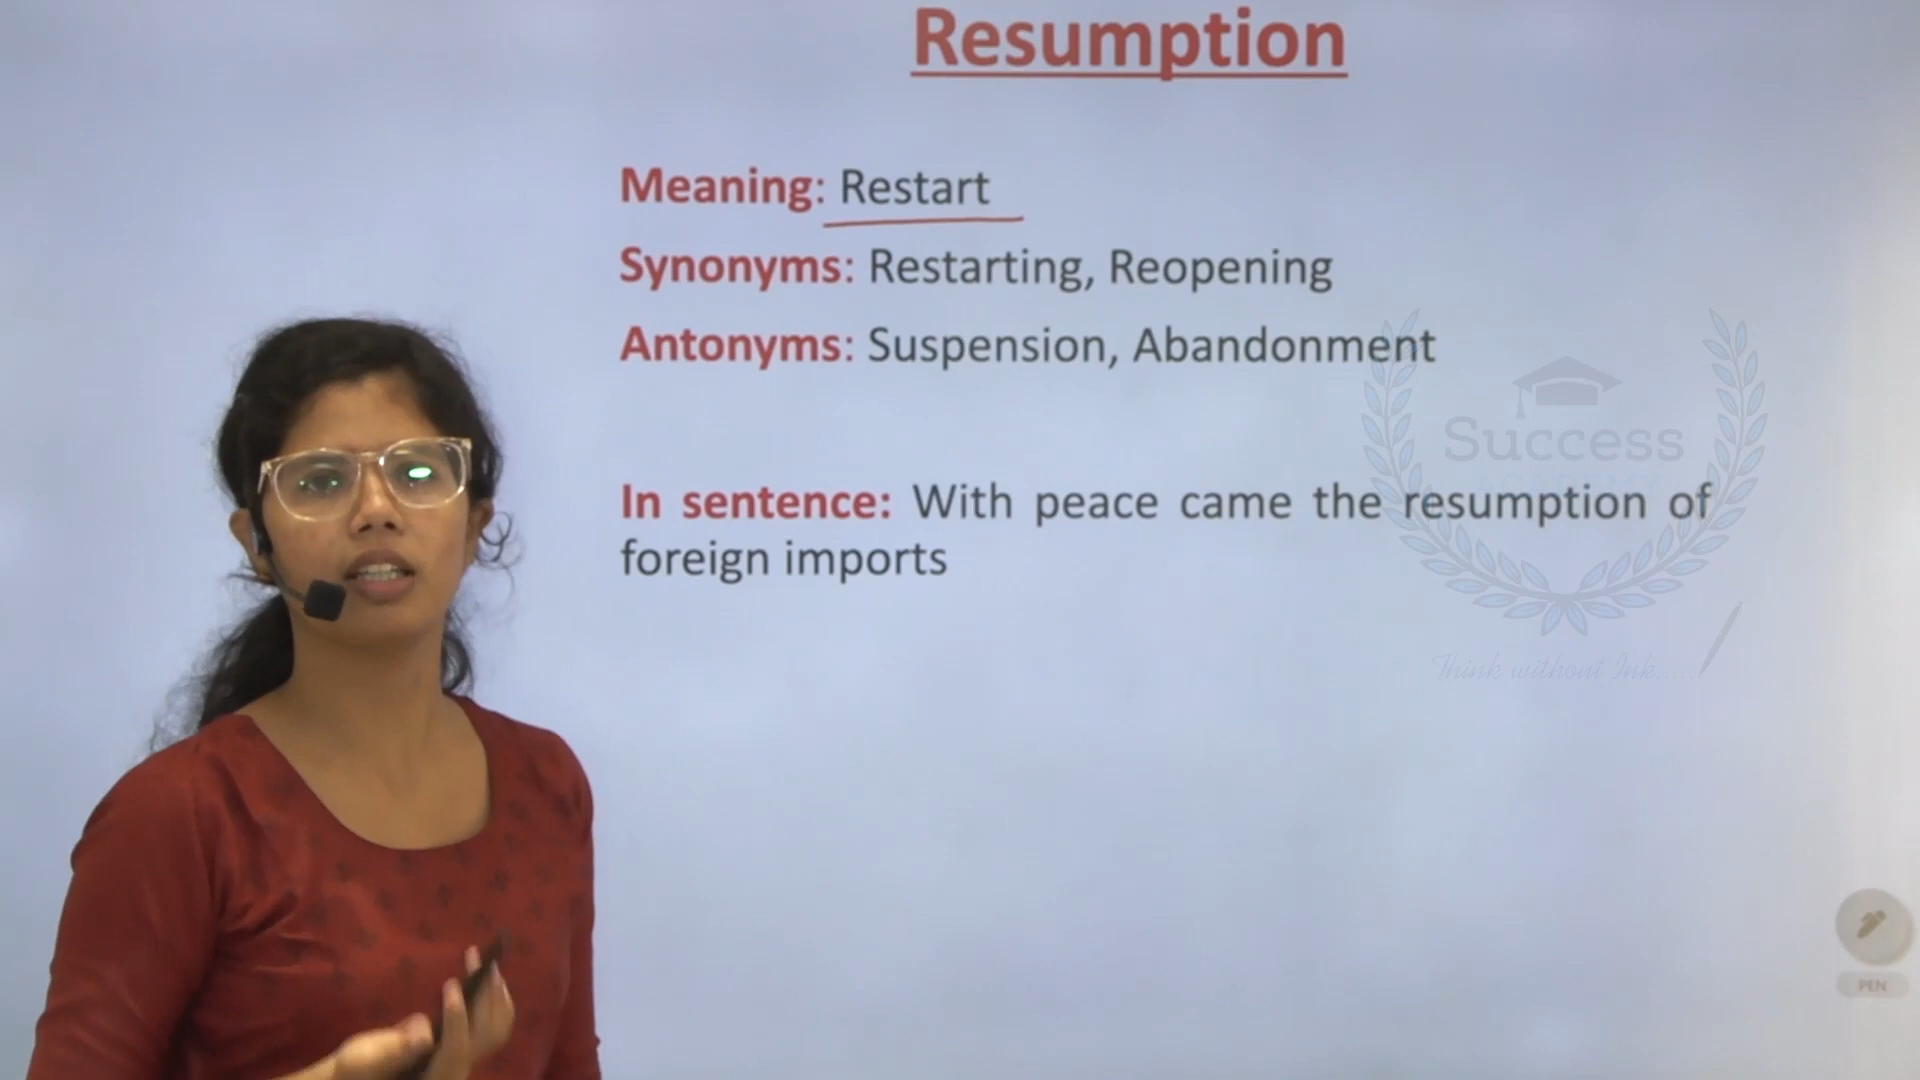 Resumption
Meaning: Restart
Synonyms: Restarting, Reopening
Antonyms: Suspension, Abandonment
Success
In sentence: With peace came the resumption of
foreign imports
Think without Ink.....
PEN